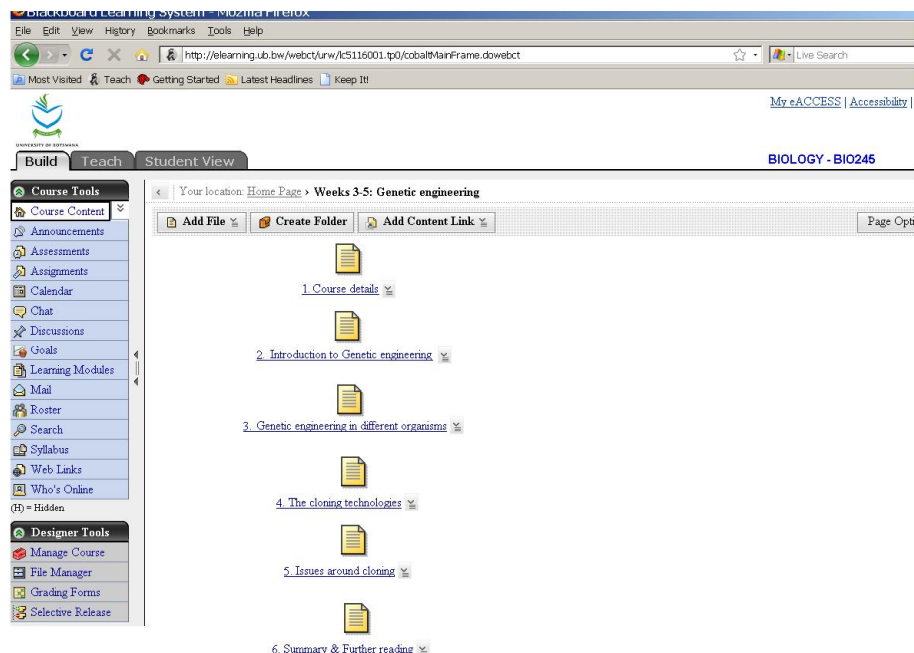 Blackboard Learning System - Mozilla Firefox
File Edit View History Bookmarks Tools Help
http://elearning.ub.bw/webct/urw/lc5116001.tp0/cobaltMainFrame.dowebct
Live Search
Most Visited Teach Getting Started Latest Headlines Keep It!
My eACCESS | Accessibility |
UNIVERSITY OF BOTSWANA
Build Teach Student View
BIOLOGY - BIO245
Course Tools
Course Content
Announcements
Assessments
Assignments
Calendar
Chat
Discussions
Goals
Learning Modules
Mail
Roster
Search
Syllabus
Web Links
Who's Online
(H) = Hidden
Designer Tools
Manage Course
File Manager
Grading Forms
Selective Release
Your location: Home Page › Weeks 3-5: Genetic engineering
Add File Create Folder Add Content Link Page Opti
1. Course details
2. Introduction to Genetic engineering
3. Genetic engineering in different organisms
4. The cloning technologies
5. Issues around cloning
6. Summary & Further reading